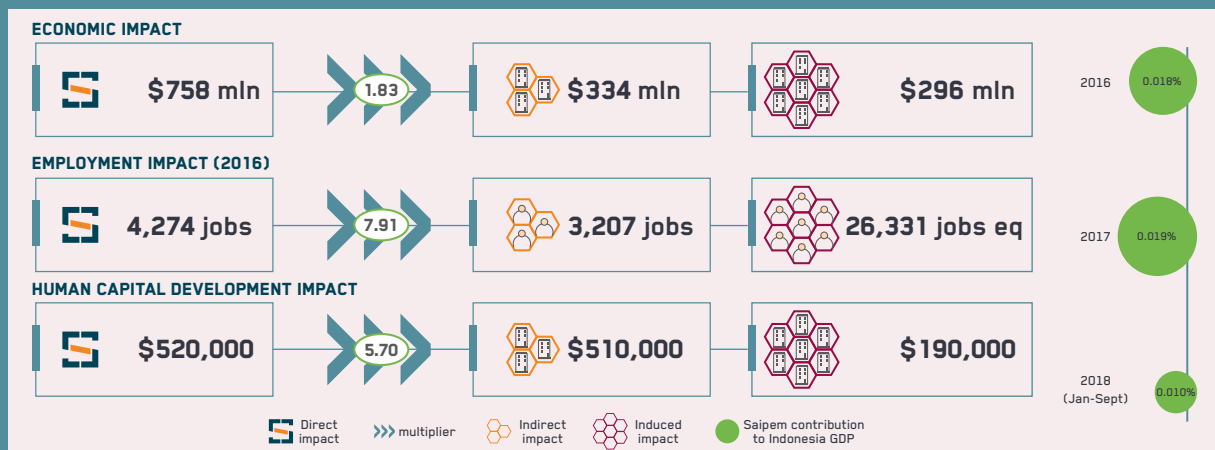 ECONOMIC IMPACT
$758 mln
1.83
$334 mln
$296 mln
2016
0.018%
EMPLOYMENT IMPACT (2016)
4,274 jobs
7.91
3,207 jobs
26,331 jobs eq
2017
0.019%
HUMAN CAPITAL DEVELOPMENT IMPACT
$520,000
5.70
$510,000
$190,000
2018
(Jan-Sept)
0.010%
Direct
impact
multiplier
Indirect
impact
Induced
impact
Saipem contribution
to Indonesia GDP